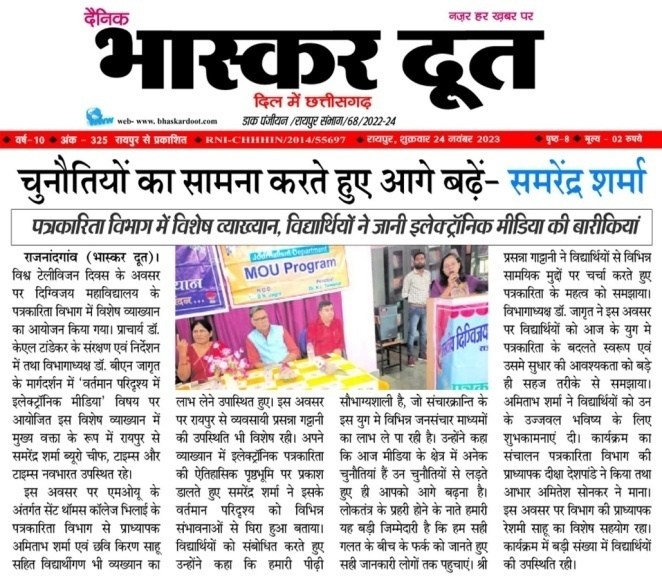 दैनिक
नज़र हर ख़बर पर
भास्कर दूत
दिल में छत्तीसगढ़
web- www. bhaskardoot.com
डाक पंजीयन /रायपुर संभाग/68/2022-24
वर्ष-10 अंक - 325 रायपुर से प्रकाशित RNI-CHHHIN/2014/55697 रायपुर, शुक्रवार 24 नवंबर 2023 पृष्ठ-8 मूल्य - 02 रुपये
चुनौतियों का सामना करते हुए आगे बढ़ें- समरेंद्र शर्मा
पत्रकारिता विभाग में विशेष व्याख्यान, विद्यार्थियों ने जानी इलेक्ट्रॉनिक मीडिया की बारीकियां
राजनांदगांव (भास्कर दूत)।
विश्व टेलीविजन दिवस के अवसर
पर दिग्विजय महाविद्यालय के
पत्रकारिता विभाग में विशेष व्याख्यान
का आयोजन किया गया। प्राचार्य डॉ.
केएल टांडेकर के संरक्षण एवं निर्देशन
में तथा विभागाध्यक्ष डॉ. बीएन जागृत
के मार्गदर्शन में 'वर्तमान परिदृश्य में
इलेक्ट्रॉनिक मीडिया' विषय पर
आयोजित इस विशेष व्याख्यान में
मुख्य वक्ता के रूप में रायपुर से
समरेंद्र शर्मा ब्यूरो चीफ, टाइम्स और
टाइम्स नवभारत उपस्थित रहे।
इस अवसर पर एमओयू के
अंतर्गत सेंट थॉमस कॉलेज भिलाई के
पत्रकारिता विभाग से प्राध्यापक
अमिताभ शर्मा एवं छवि किरण साहू
सहित विद्यार्थीगण भी व्याख्यान का
Journalism Department
MOU Program
लाभ लेने उपस्थित हुए। इस अवसर
पर रायपुर से व्यवसायी प्रसन्ना गट्टानी
की उपस्थिति भी विशेष रही। अपने
व्याख्यान में इलेक्ट्रॉनिक पत्रकारिता
की ऐतिहासिक पृष्ठभूमि पर प्रकाश
डालते हुए समरेंद्र शर्मा ने इसके
वर्तमान परिदृश्य को विभिन्न
संभावनाओं से घिरा हुआ बताया।
विद्यार्थियों को संबोधित करते हुए
उन्होंने कहा कि हमारी पीढ़ी
सौभाग्यशाली है, जो संचारक्रान्ति के
इस युग मे विभिन्न जनसंचार माध्यमों
का लाभ ले पा रही है। उन्होंने कहा
कि आज मीडिया के क्षेत्र में अनेक
चुनौतियां हैं उन चुनौतियों से लड़ते
हुए ही आपको आगे बढ़ना है।
लोकतंत्र के प्रहरी होने के नाते हमारी
यह बड़ी जिम्मेदारी है कि हम सही
गलत के बीच के फर्क को जानते हुए
सही जानकारी लोगों तक पहुचाएं। श्री
प्रसन्ना गाट्टानी ने विद्यार्थियों से विभिन्न
सामयिक मुद्दों पर चर्चा करते हुए
पत्रकारिता के महत्व को समझाया।
विभागाध्यक्ष डॉ. जागृत ने इस अवसर
पर विद्यार्थियों को आज के युग मे
पत्रकारिता के बदलते स्वरूप एवं
उसमे सुधार की आवश्यकता को बड़े
ही सहज तरीके से समझाया।
अमिताभ शर्मा ने विद्यार्थियों को उन
के उज्जवल भविष्य के लिए
शुभकामनाएं दी। कार्यक्रम का
संचालन पत्रकारिता विभाग की
प्राध्यापक दीक्षा देशपांडे ने किया तथा
आभार अमितेश सोनकर ने माना।
इस अवसर पर विभाग की प्राध्यापक
रेशमी साहू का विशेष सहयोग रहा।
कार्यक्रम में बड़ी संख्या में विद्यार्थियों
की उपस्थिति रही।